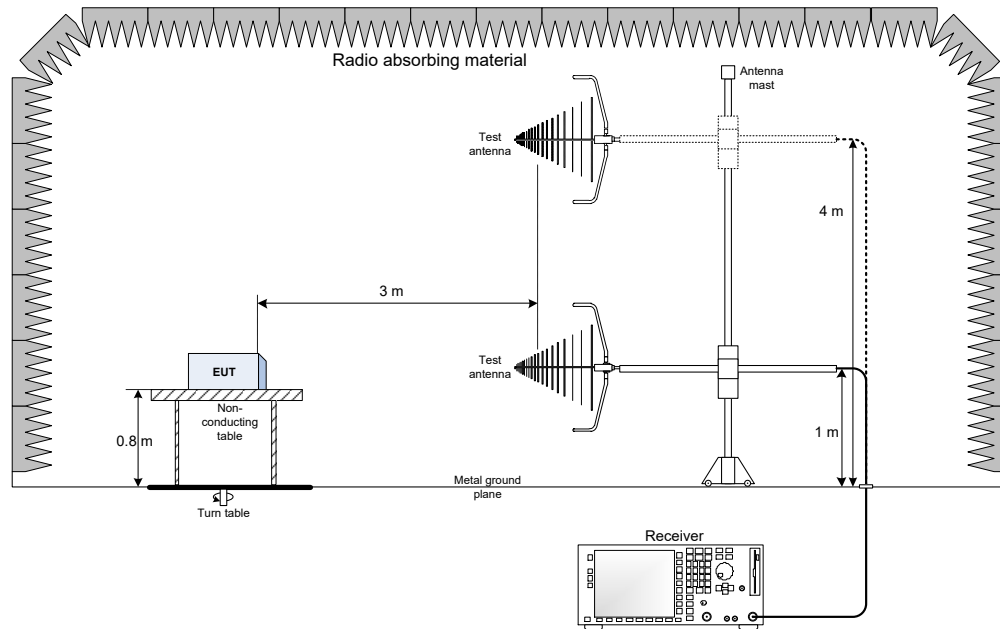 Radio absorbing material
Antenna
mast
Test
antenna
4 m
3 m
Test
antenna
EUT
Non-
conducting
table
0.8 m
1 m
Metal ground
plane
Turn table
Receiver